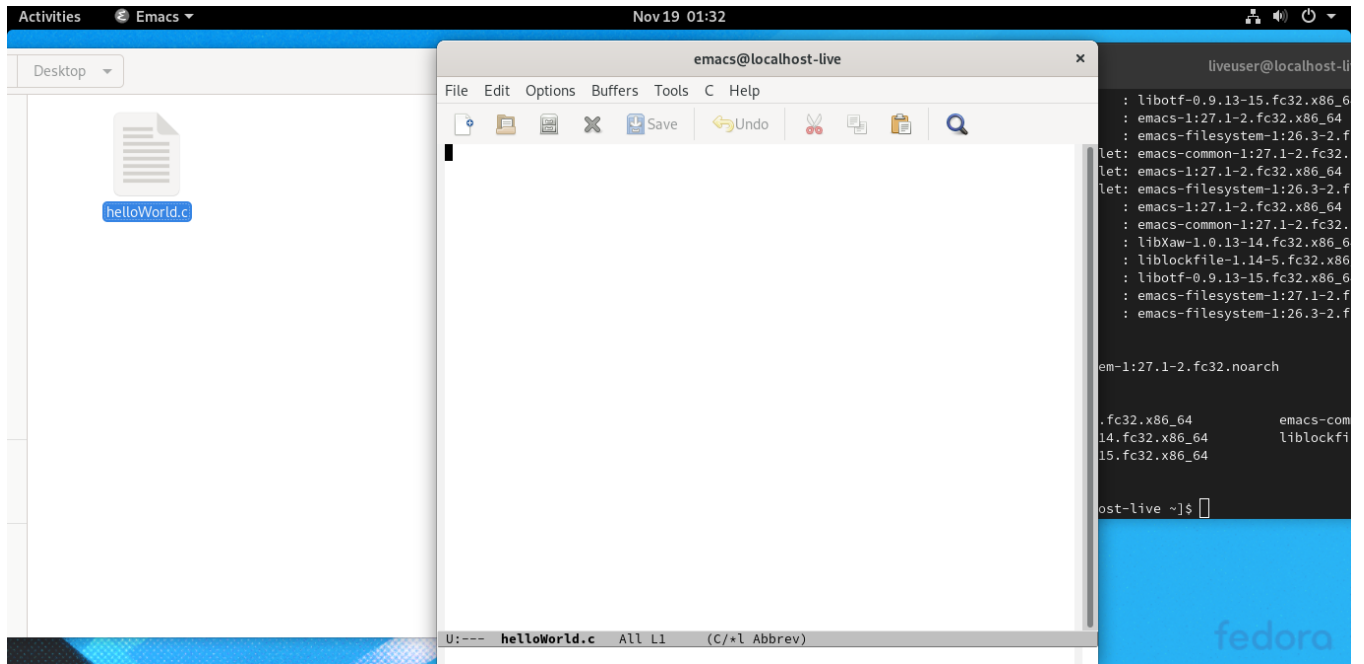 Activities Emacs Nov 19 01:32
Desktop
helloWorld.c
emacs@localhost-live
File Edit Options Buffers Tools C Help
Save Undo
U:--- helloWorld.c All L1 (C/*l Abbrev)
liveuser@localhost-li
: libotf-0.9.13-15.fc32.x86_6
: emacs-1:27.1-2.fc32.x86_64
: emacs-filesystem-1:26.3-2.f
let: emacs-common-1:27.1-2.fc32.
let: emacs-1:27.1-2.fc32.x86_64
let: emacs-filesystem-1:26.3-2.f
: emacs-1:27.1-2.fc32.x86_64
: emacs-common-1:27.1-2.fc32.
: libXaw-1.0.13-14.fc32.x86_6
: liblockfile-1.14-5.fc32.x86
: libotf-0.9.13-15.fc32.x86_6
: emacs-filesystem-1:27.1-2.f
: emacs-filesystem-1:26.3-2.f
em-1:27.1-2.fc32.noarch
.fc32.x86_64 emacs-com
14.fc32.x86_64 liblockfi
15.fc32.x86_64
ost-live ~]$
fedora